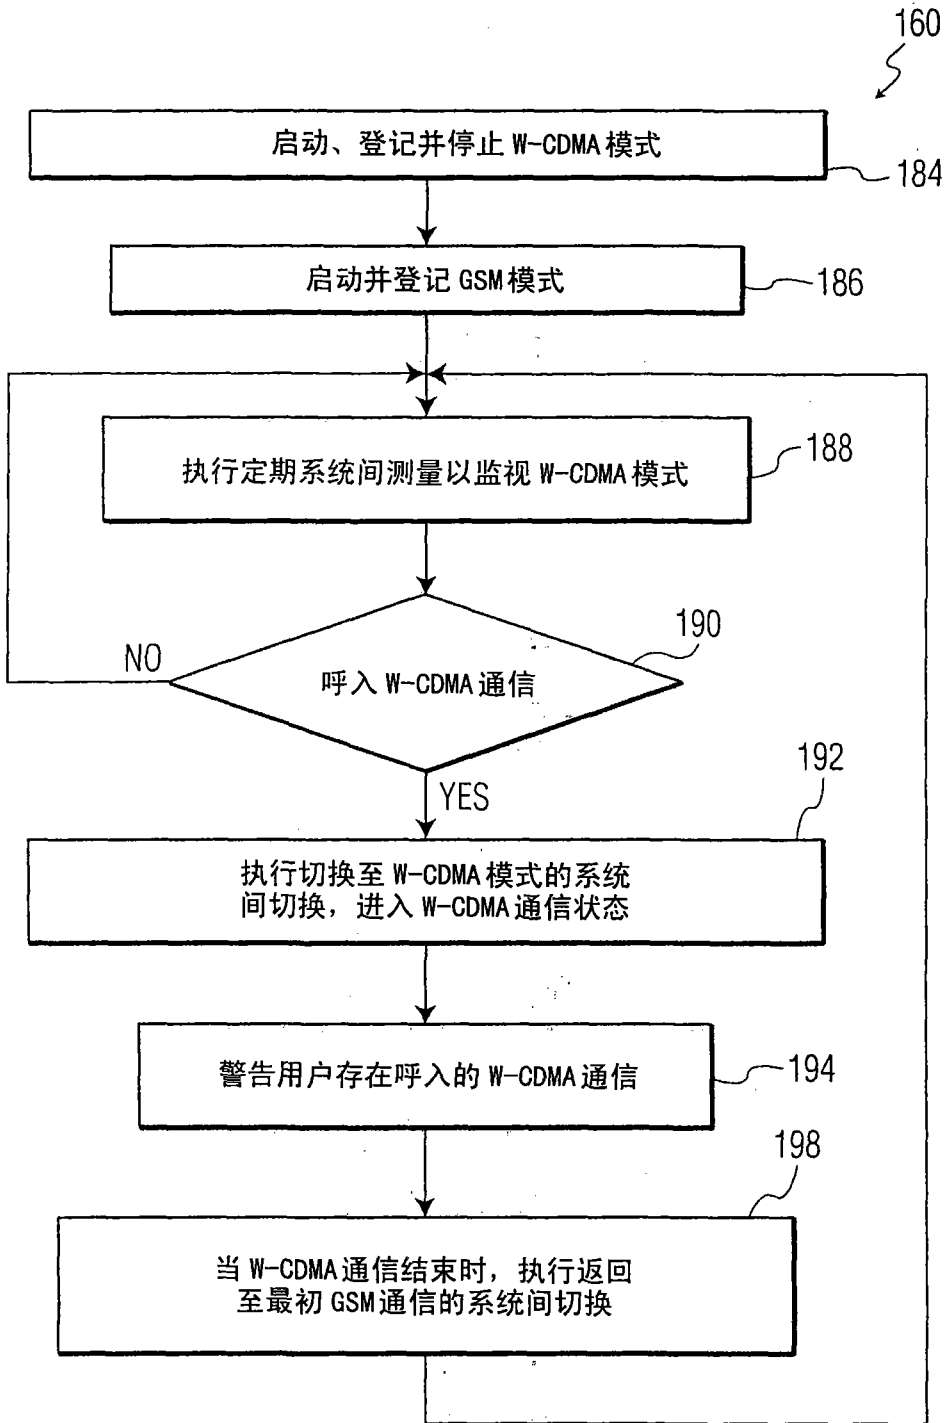 160
启动、登记并停止 W-CDMA 模式
184
启动并登记 GSM 模式
186
执行定期系统间测量以监视 W-CDMA 模式
188
呼入 W-CDMA 通信
190
NO
YES
192
执行切换至 W-CDMA 模式的系统
间切换，进入 W-CDMA 通信状态
警告用户存在呼入的 W-CDMA 通信
194
198
当 W-CDMA 通信结束时，执行返回
至最初 GSM 通信的系统间切换